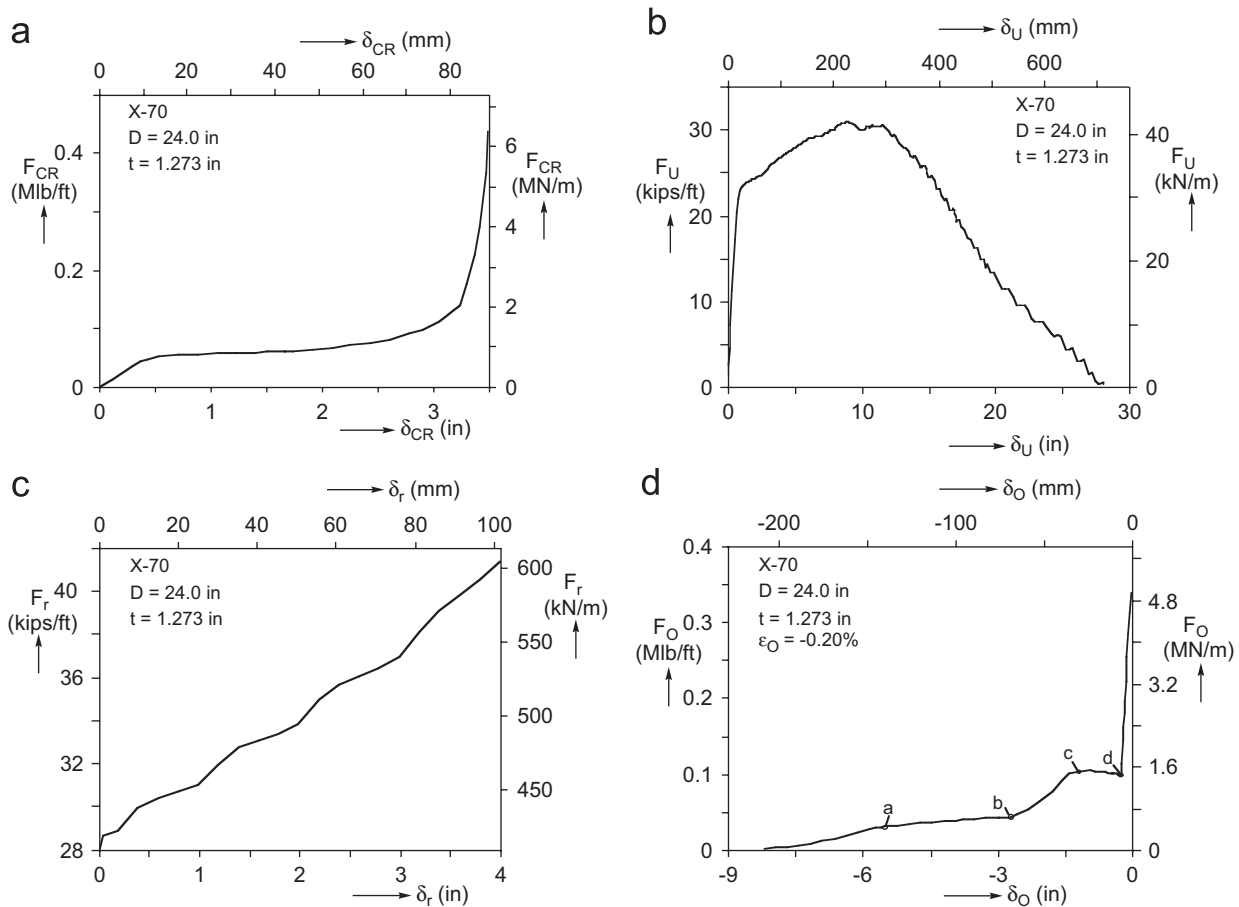 a
δCR (mm)
0 20 40 60 80
X-70
D = 24.0 in
t = 1.273 in
FCR
(Mlb/ft)
0.4
0.2
0
FCR
(MN/m)
6
4
2
0
0 1 2 3
δCR (in)
b
δU (mm)
0 200 400 600
X-70
D = 24.0 in
t = 1.273 in
FU
(kips/ft)
30
20
10
0
FU
(kN/m)
40
20
0
0 10 20 30
δU (in)
c
δr (mm)
0 20 40 60 80 100
X-70
D = 24.0 in
t = 1.273 in
Fr
(kips/ft)
40
36
32
28
Fr
(kN/m)
600
550
500
450
0 1 2 3 4
δr (in)
d
δO (mm)
-200 -100 0
X-70
D = 24.0 in
t = 1.273 in
εO = -0.20%
FO
(Mlb/ft)
0.4
0.3
0.2
0.1
0
FO
(MN/m)
4.8
3.2
1.6
0
a
b
c
d
-9 -6 -3 0
δO (in)